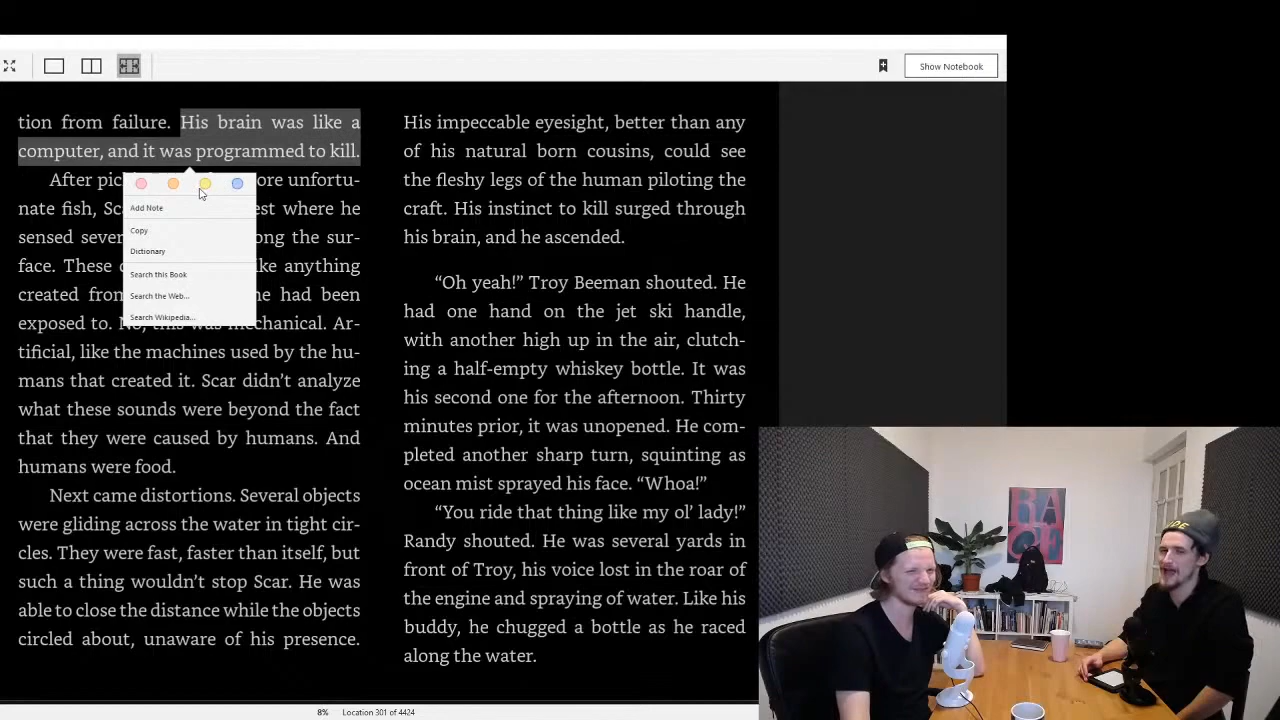 Show Notebook
tion from failure. His brain was like a
computer, and it was programmed to kill.
After pic ore unfortu-
nate fish, Sc est where he
sensed seve ong the sur-
face. These ike anything
created fro he had been
exposed to. No, this was mechanical. Ar-
tificial, like the machines used by the hu-
mans that created it. Scar didn’t analyze
what these sounds were beyond the fact
that they were caused by humans. And
humans were food.
Next came distortions. Several objects
were gliding across the water in tight cir-
cles. They were fast, faster than itself, but
such a thing wouldn’t stop Scar. He was
able to close the distance while the objects
circled about, unaware of his presence.
Add Note
Copy
Dictionary
Search this Book
Search the Web...
Search Wikipedia...
His impeccable eyesight, better than any
of his natural born cousins, could see
the fleshy legs of the human piloting the
craft. His instinct to kill surged through
his brain, and he ascended.
“Oh yeah!” Troy Beeman shouted. He
had one hand on the jet ski handle,
with another high up in the air, clutch-
ing a half-empty whiskey bottle. It was
his second one for the afternoon. Thirty
minutes prior, it was unopened. He com-
pleted another sharp turn, squinting as
ocean mist sprayed his face. “Whoa!”
“You ride that thing like my ol’ lady!”
Randy shouted. He was several yards in
front of Troy, his voice lost in the roar of
the engine and spraying of water. Like his
buddy, he chugged a bottle as he raced
along the water.
RA
GE
8% Location 301 of 4424